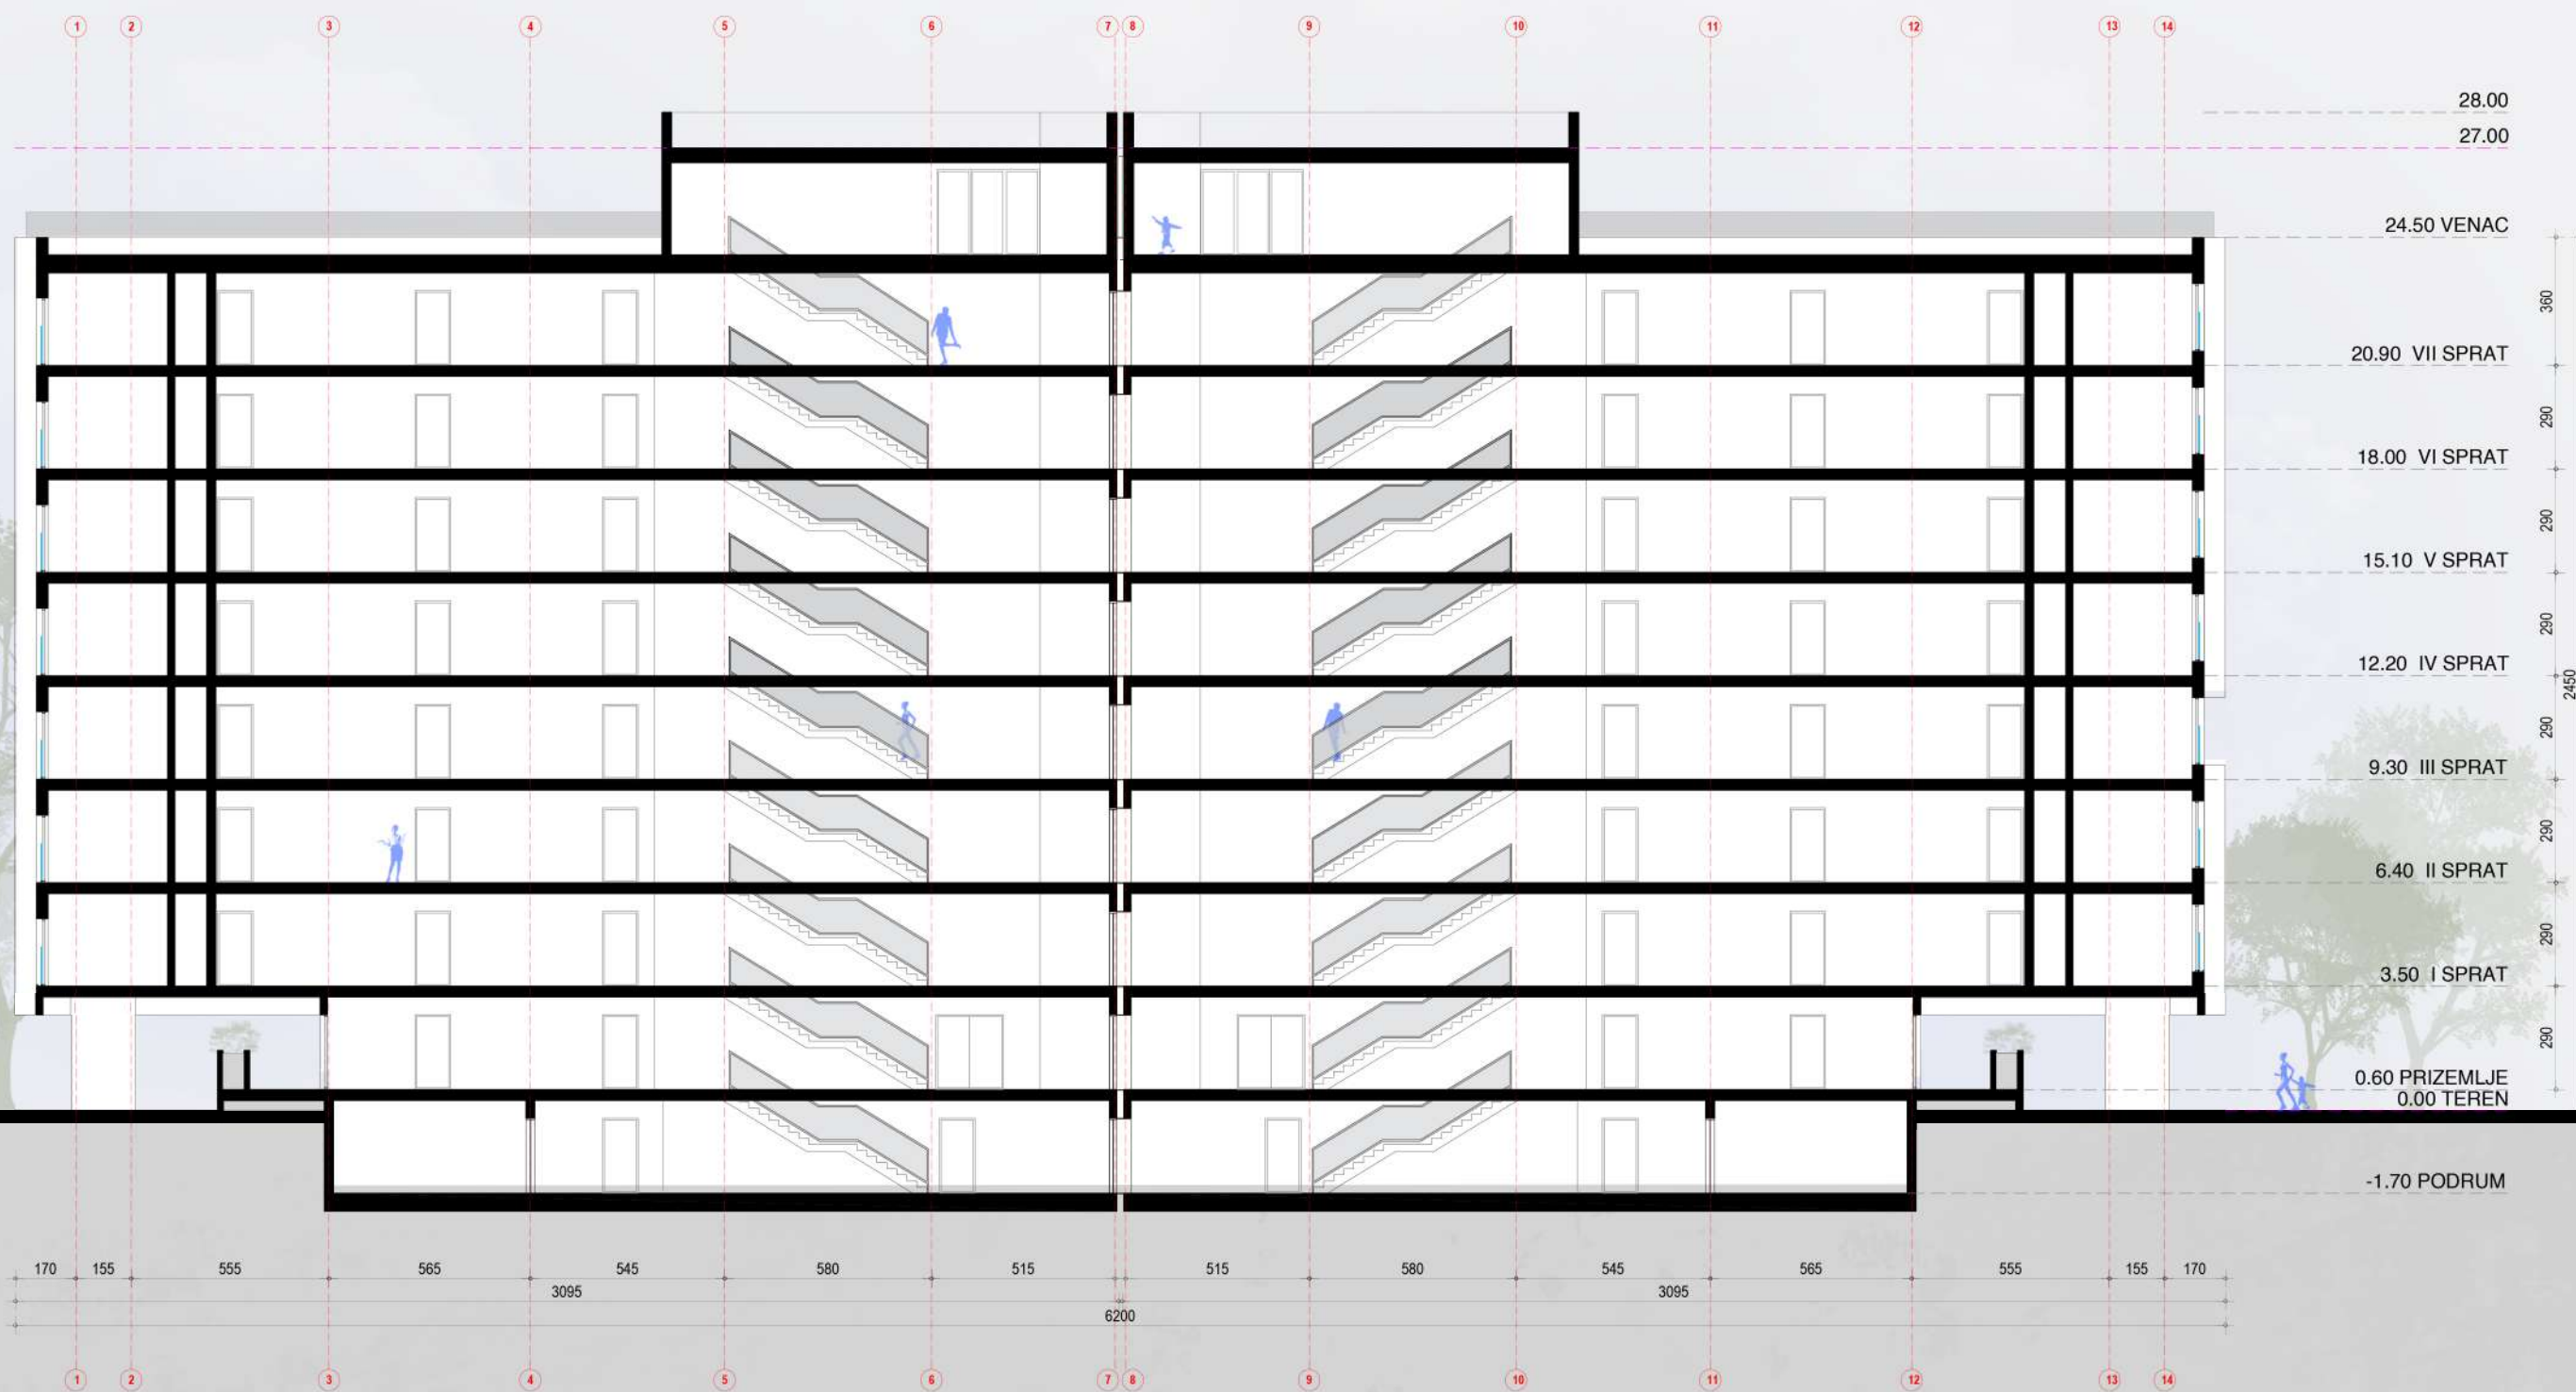 1 2 3 4 5 6 7 8 9 10 11 12 13 14
28.00
27.00
24.50 VENAC
360
20.90 VII SPRAT
290
18.00 VI SPRAT
290
15.10 V SPRAT
290
12.20 IV SPRAT
2450
290
9.30 III SPRAT
290
6.40 II SPRAT
290
3.50 I SPRAT
290
0.60 PRIZEMLJE
0.00 TEREN
-1.70 PODRUM
170 155 555 565 545 580 515 515 580 545 565 555 155 170
3095 3095
6200
1 2 3 4 5 6 7 8 9 10 11 12 13 14